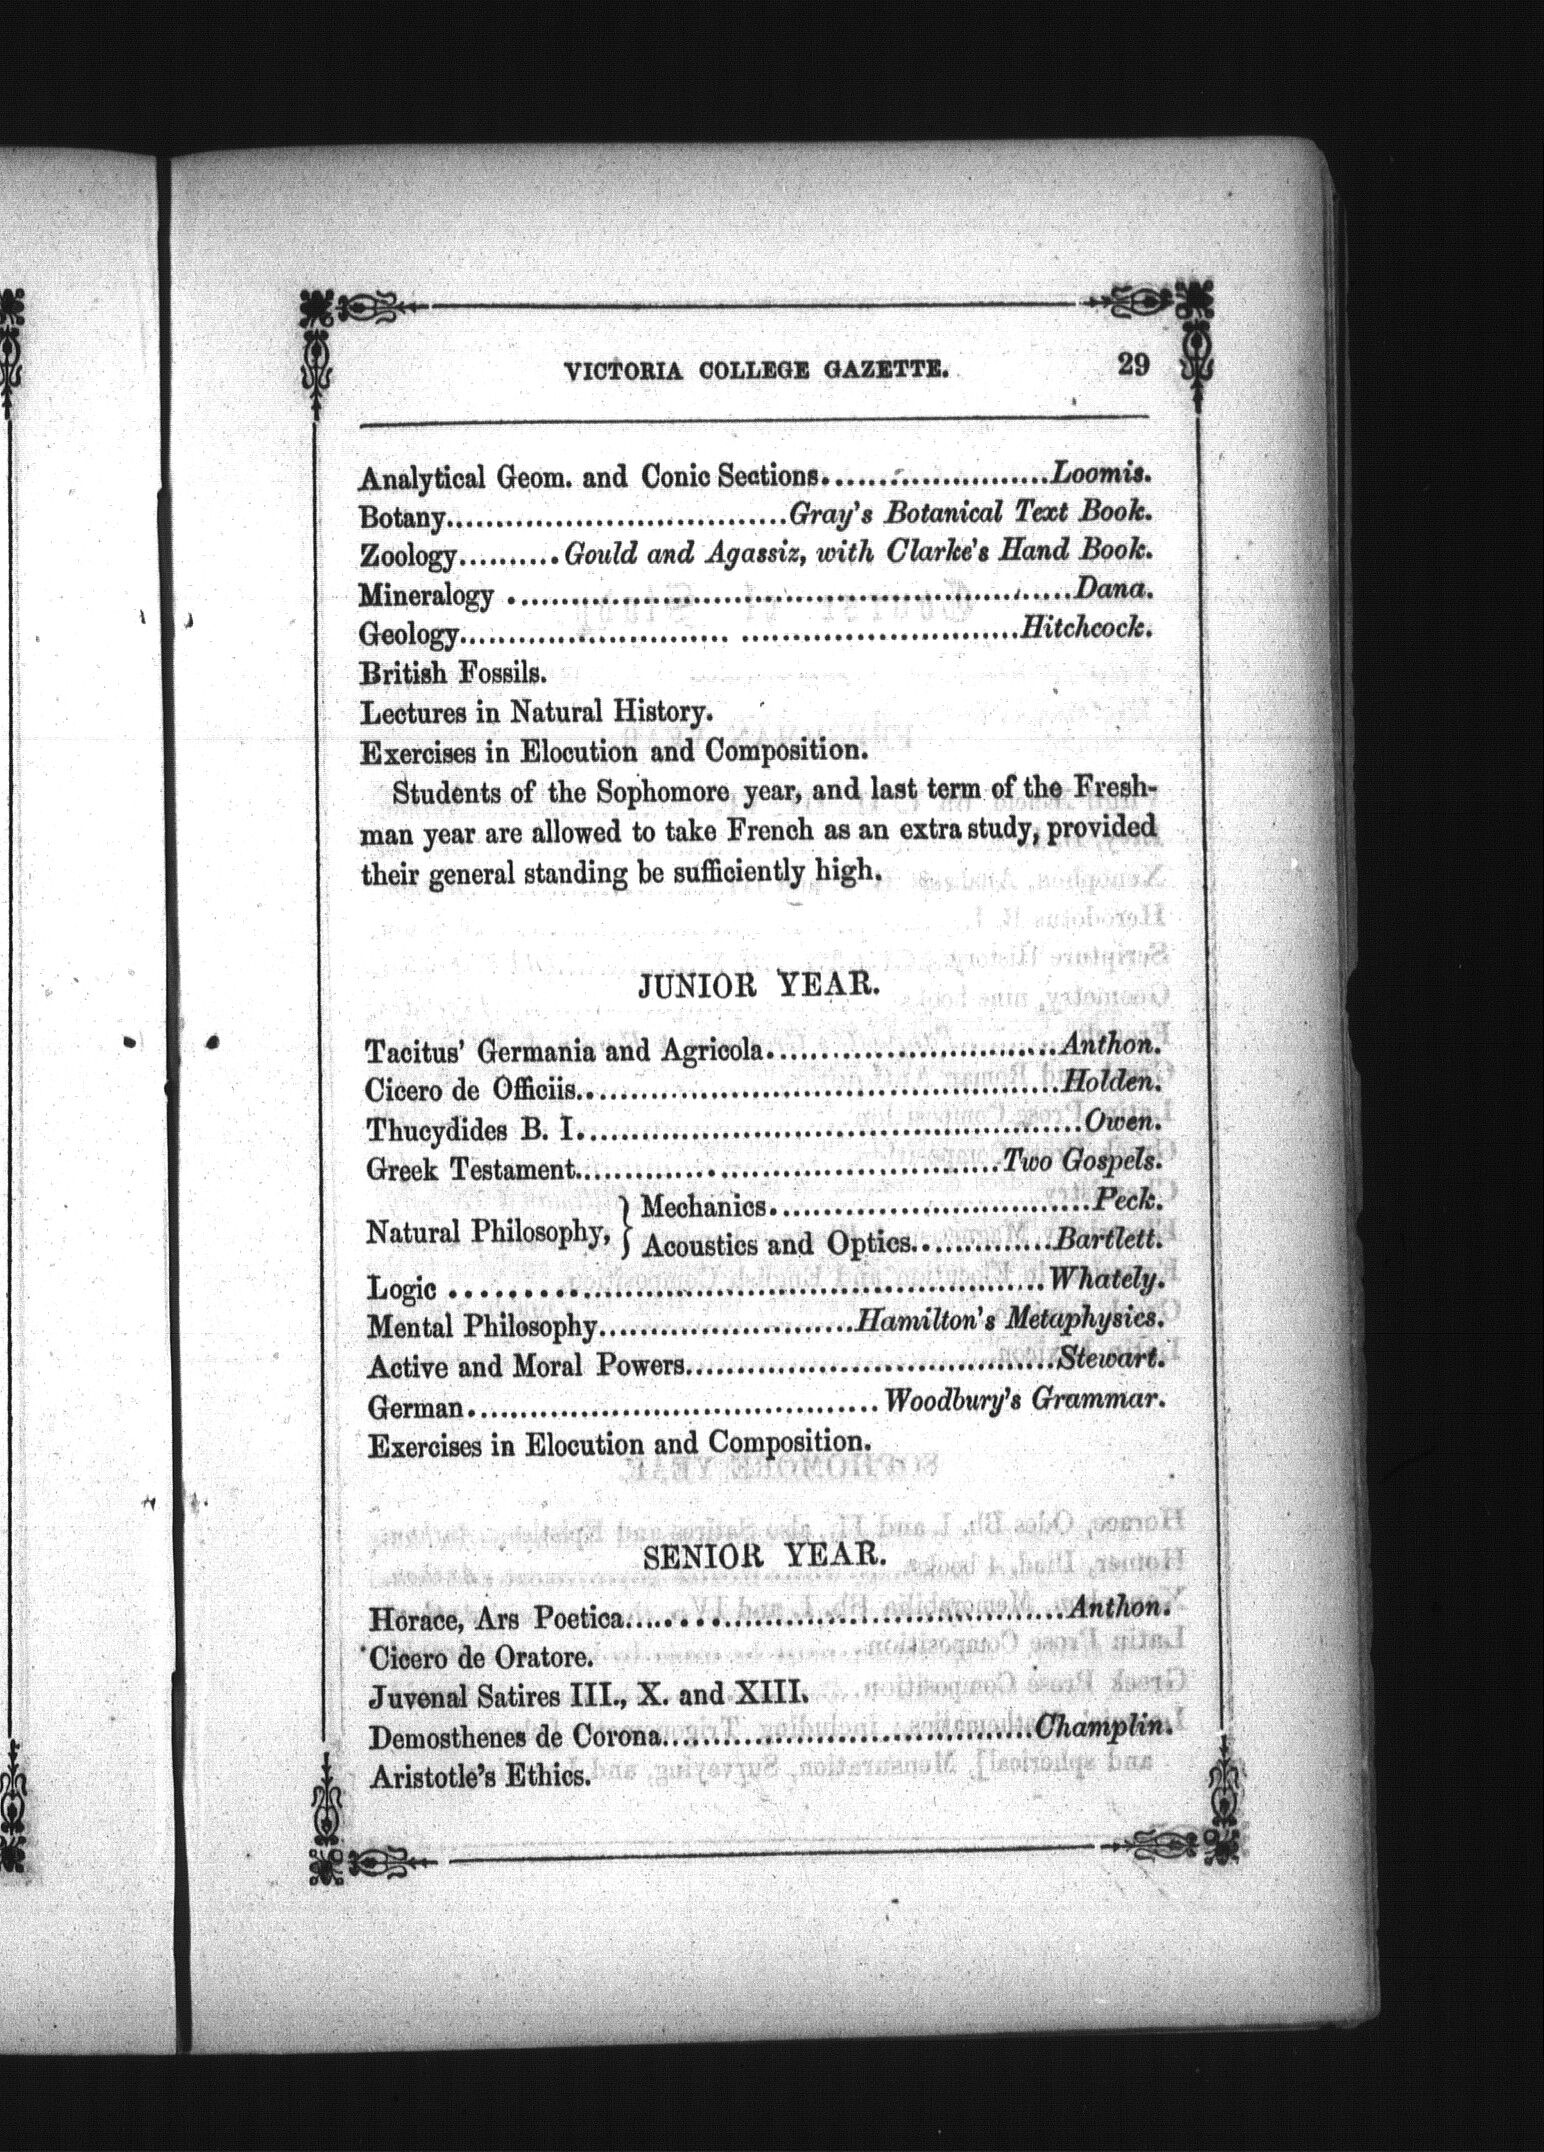 VICTORIA COLLEGE GAZETTE. 29
Analytical Geom. and Conic Sections......................Loomis.
Botany.................................Gray's Botanical Text Book.
Zoology..........Gould and Agassiz, with Clarke's Hand Book.
Mineralogy ......................................................Dana.
Geology.......................... ...........................Hitchcock.
British Fossils.
Lectures in Natural History.
Exercises in Elocution and Composition.
Students of the Sophomore year, and last term of the Fresh-
man year are allowed to take French as an extra study, provided
their general standing be sufficiently high.
JUNIOR YEAR.
Tacitus' Germania and Agricola............................Anthon.
Cicero de Officiis..............................................Holden.
Thucydides B. I.................................................Owen.
Greek Testament.........................................Two Gospels.
Natural Philosophy, } Mechanics...............................Peck.
Acoustics and Optics..............Bartlett.
Logic .........................................................Whately.
Mental Philosophy.........................Hamilton's Metaphysics.
Active and Moral Powers....................................Stewart.
German........................................Woodbury's Grammar.
Exercises in Elocution and Composition.
SENIOR YEAR.
Horace, Ars Poetica..........................................Anthon.
Cicero de Oratore.
Juvenal Satires III., X. and XIII.
Demosthenes de Corona....................................Champlin.
Aristotle's Ethics.